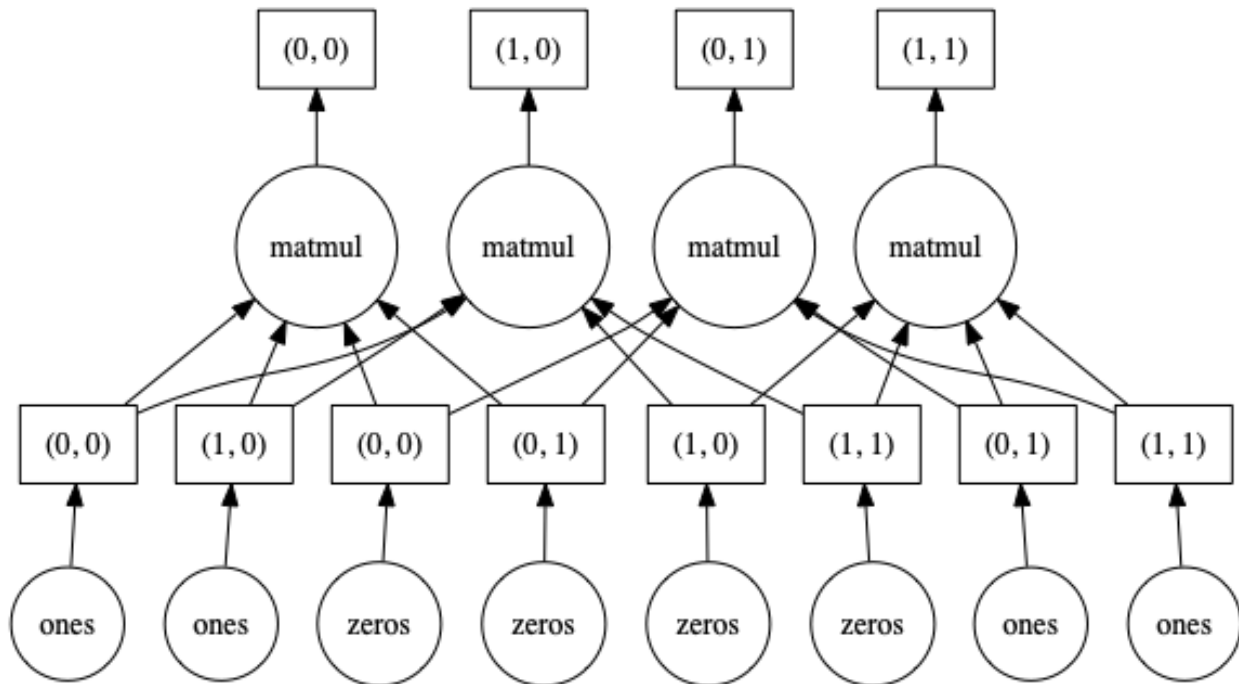 (0, 0)
(1, 0)
(0, 1)
(1, 1)
matmul
matmul
matmul
matmul
(0, 0)
(1, 0)
(0, 0)
(0, 1)
(1, 0)
(1, 1)
(0, 1)
(1, 1)
ones
ones
zeros
zeros
zeros
zeros
ones
ones